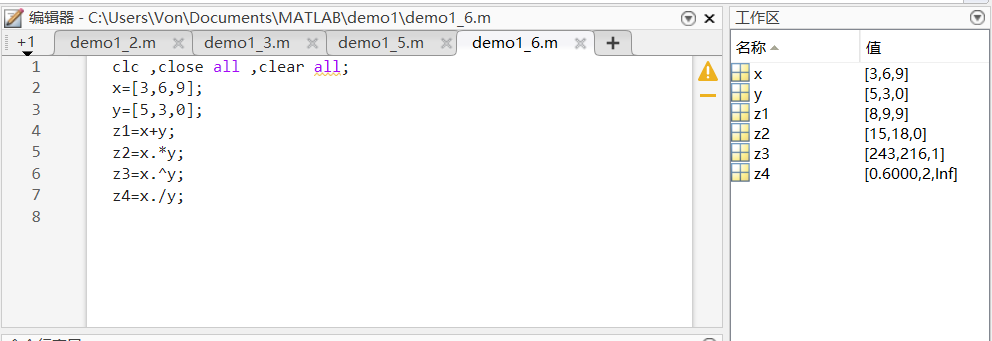 编辑器 - C:\Users\Von\Documents\MATLAB\demo1\demo1_6.m
+1 demo1_2.m demo1_3.m demo1_5.m demo1_6.m
1 clc ,close all ,clear all;
2 x=[3,6,9];
3 y=[5,3,0];
4 z1=x+y;
5 z2=x.*y;
6 z3=x.^y;
7 z4=x./y;
8
工作区
名称 值
x [3,6,9]
y [5,3,0]
z1 [8,9,9]
z2 [15,18,0]
z3 [243,216,1]
z4 [0.6000,2,Inf]